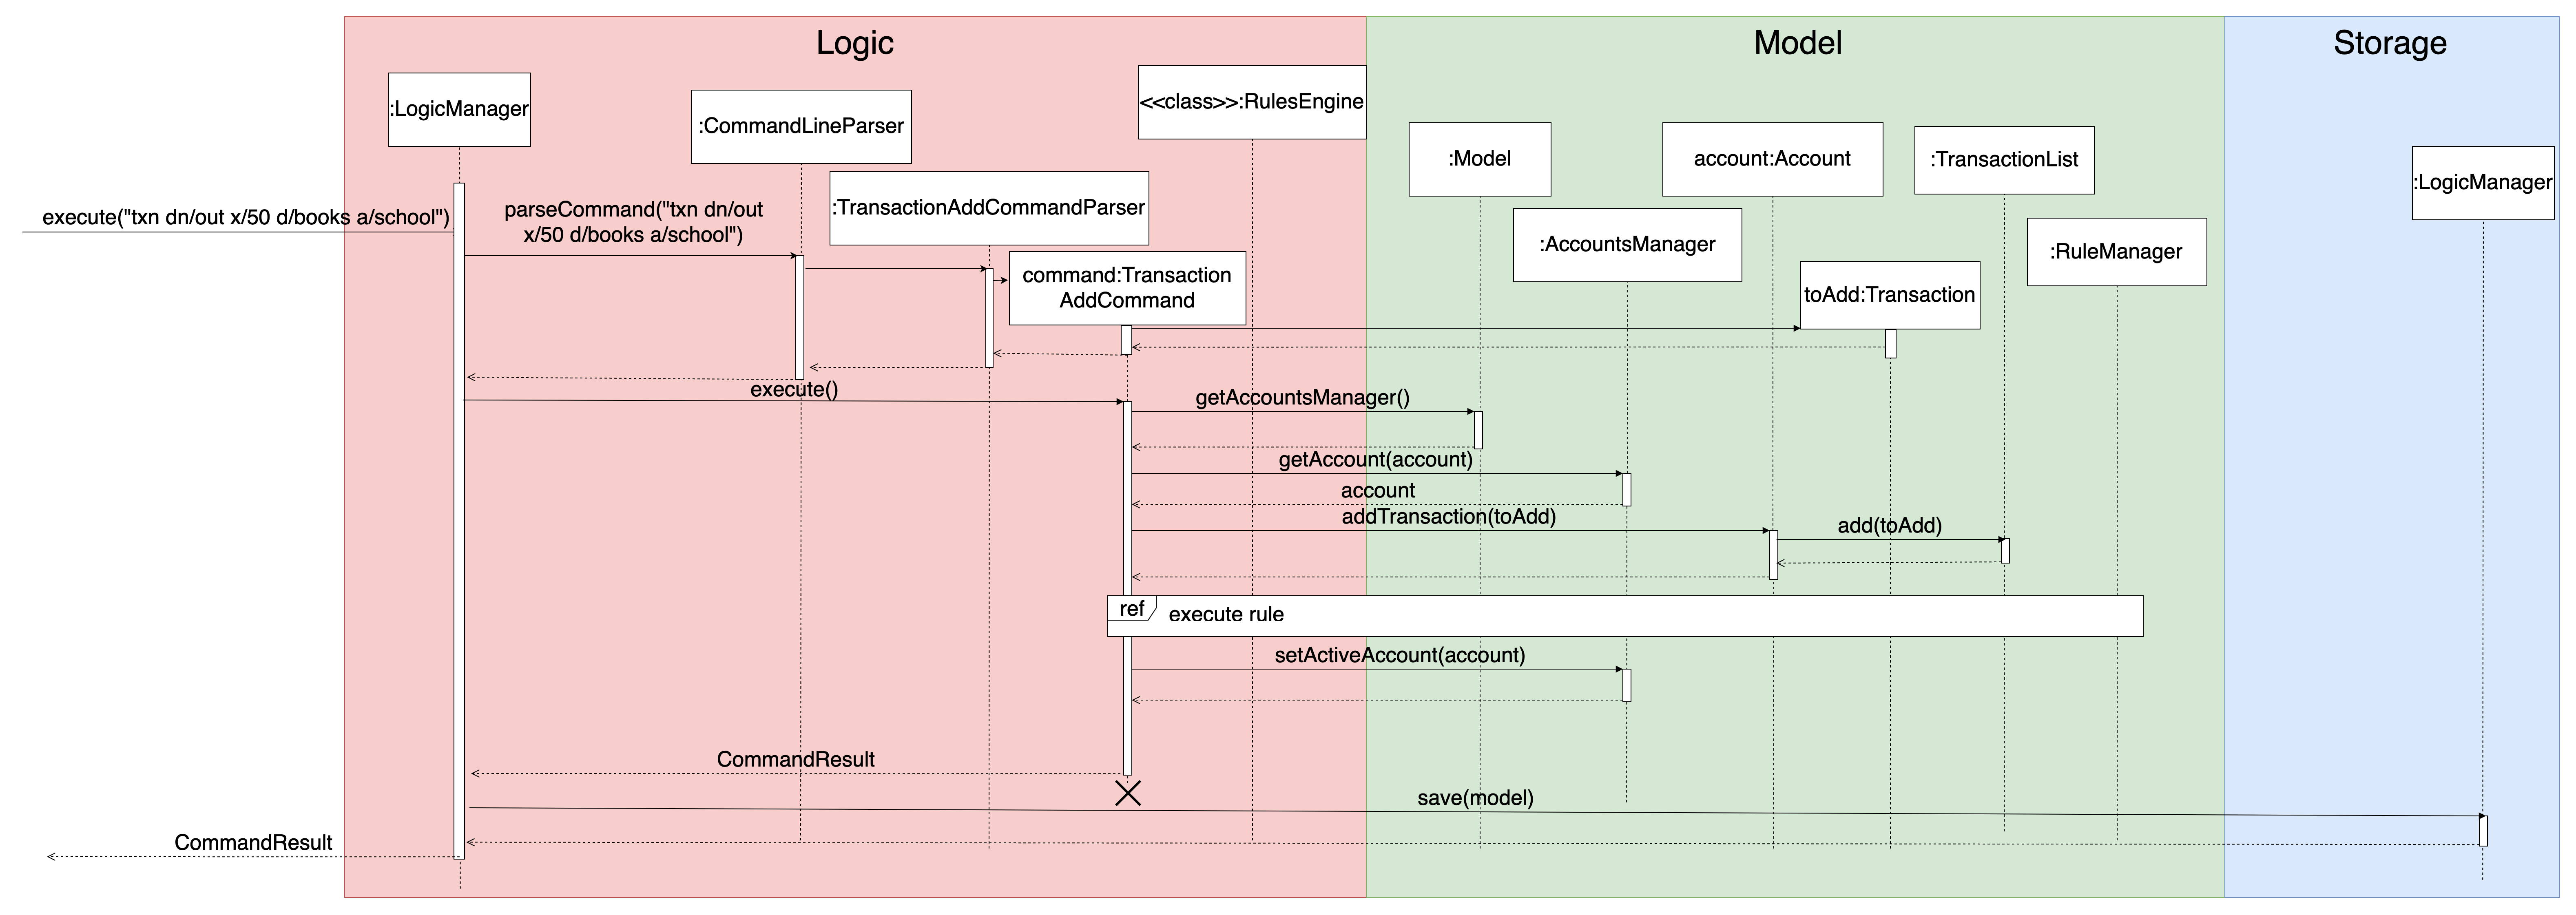 Logic
Model
Storage
:LogicManager
:CommandLineParser
<<class>>:RulesEngine
:TransactionAddCommandParser
command:Transaction
AddCommand
:Model
:AccountsManager
account:Account
toAdd:Transaction
:TransactionList
:RuleManager
:LogicManager
execute("txn dn/out x/50 d/books a/school")
parseCommand("txn dn/out
x/50 d/books a/school")
execute()
getAccountsManager()
getAccount(account)
account
addTransaction(toAdd)
add(toAdd)
ref
execute rule
setActiveAccount(account)
CommandResult
save(model)
CommandResult